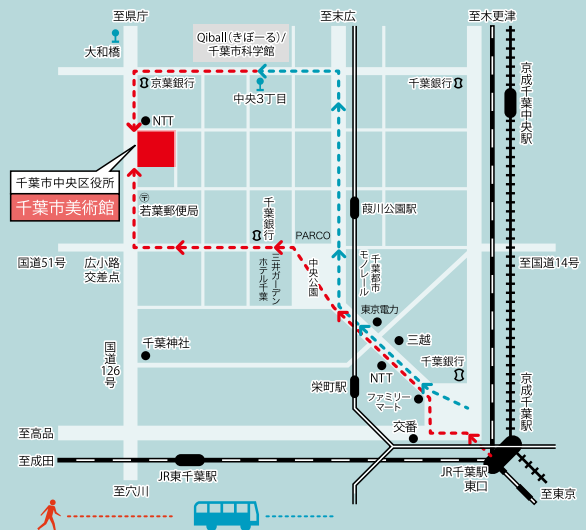 至県庁
至末広
至木更津
大和橋
Qiball(きぼーる)/
千葉市科学館
京葉銀行
中央3丁目
千葉銀行
京成千葉中央駅
NTT
千葉市中央区役所
千葉市美術館
〒
若葉郵便局
千葉銀行
葭川公園駅
PARCO
国道51号
広小路
交差点
三井ガーデン
ホテル千葉
中央公園
千葉都市
モノレール
至国道14号
東京電力
三越
千葉神社
NTT
千葉銀行
国道126号
栄町駅
ファミリー
マート
京成千葉駅
交番
至高品
至成田
JR東千葉駅
JR千葉駅
東口
至穴川
至東京